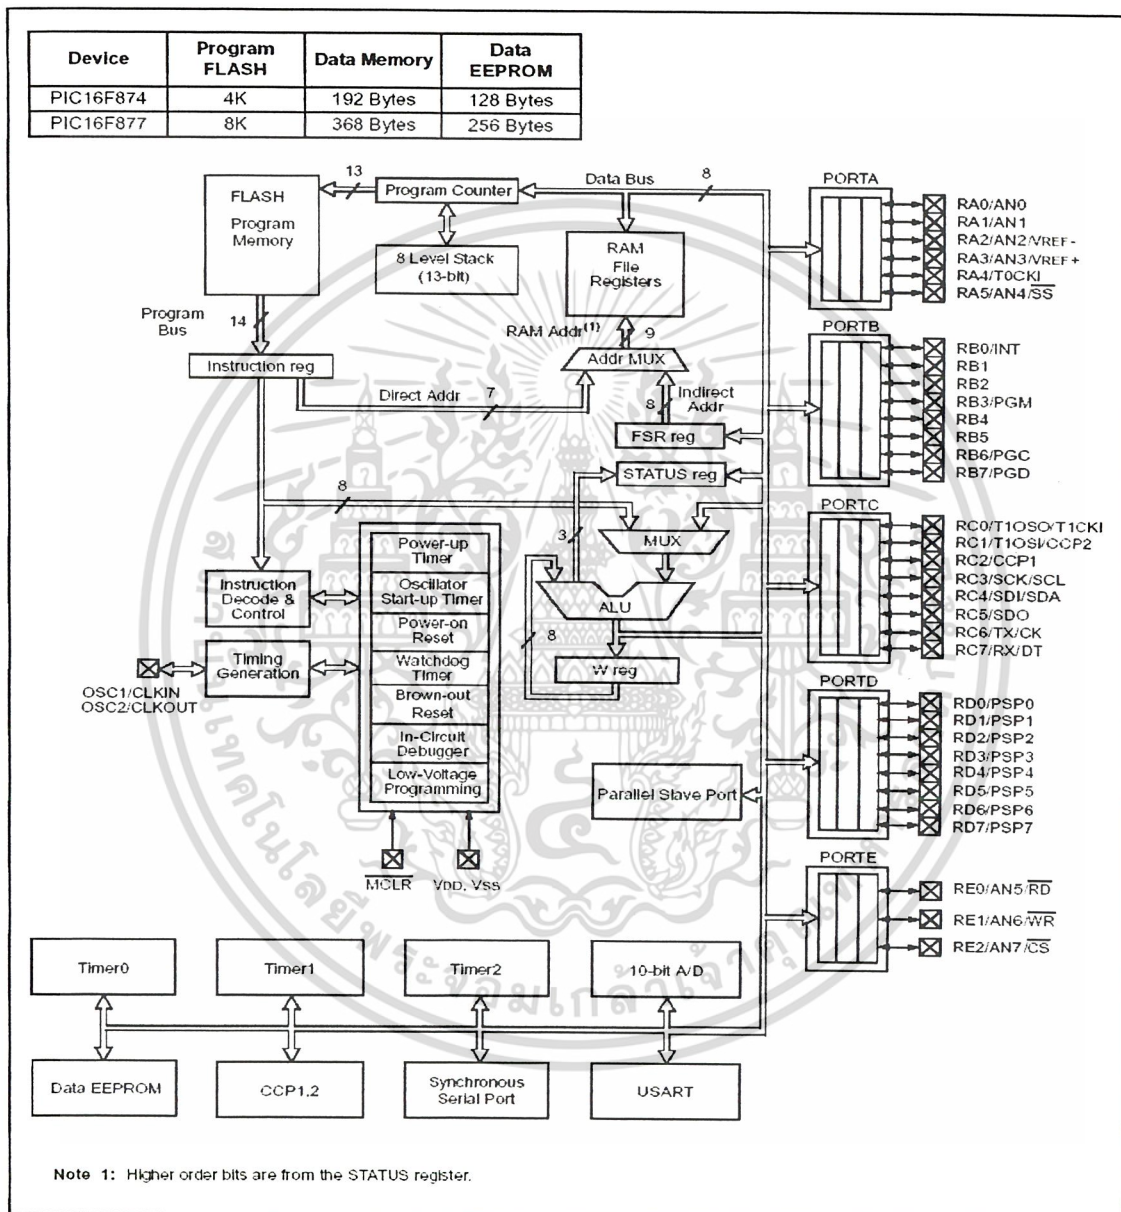 Device Program FLASH Data Memory Data EEPROM
PIC16F874 4K 192 Bytes 128 Bytes
PIC16F877 8K 368 Bytes 256 Bytes
FLASH
Program
Memory
13
Program Counter
8 Level Stack
(13-bit)
Data Bus
8
RAM
File
Registers
Program
Bus
14
RAM Addr(1)
9
Addr MUX
Instruction reg
Direct Addr
7
8
Indirect
Addr
FSR reg
STATUS reg
8
3
MUX
ALU
8
W reg
Power-up
Timer
Oscillator
Start-up Timer
Power-on
Reset
Watchdog
Timer
Brown-out
Reset
In-Circuit
Debugger
Low-Voltage
Programming
Instruction
Decode &
Control
Timing
Generation
OSC1/CLKIN
OSC2/CLKOUT
MCLR
VDD, VSS
Parallel Slave Port
PORTA
RA0/AN0
RA1/AN1
RA2/AN2/VREF-
RA3/AN3/VREF+
RA4/T0CKI
RA5/AN4/SS
PORTB
RB0/INT
RB1
RB2
RB3/PGM
RB4
RB5
RB6/PGC
RB7/PGD
PORTC
RC0/T1OSO/T1CKI
RC1/T1OSI/CCP2
RC2/CCP1
RC3/SCK/SCL
RC4/SDI/SDA
RC5/SDO
RC6/TX/CK
RC7/RX/DT
PORTD
RD0/PSP0
RD1/PSP1
RD2/PSP2
RD3/PSP3
RD4/PSP4
RD5/PSP5
RD6/PSP6
RD7/PSP7
PORTE
RE0/AN5/RD
RE1/AN6/WR
RE2/AN7/CS
Timer0
Timer1
Timer2
10-bit A/D
Data EEPROM
CCP1,2
Synchronous
Serial Port
USART
Note 1: Higher order bits are from the STATUS register.